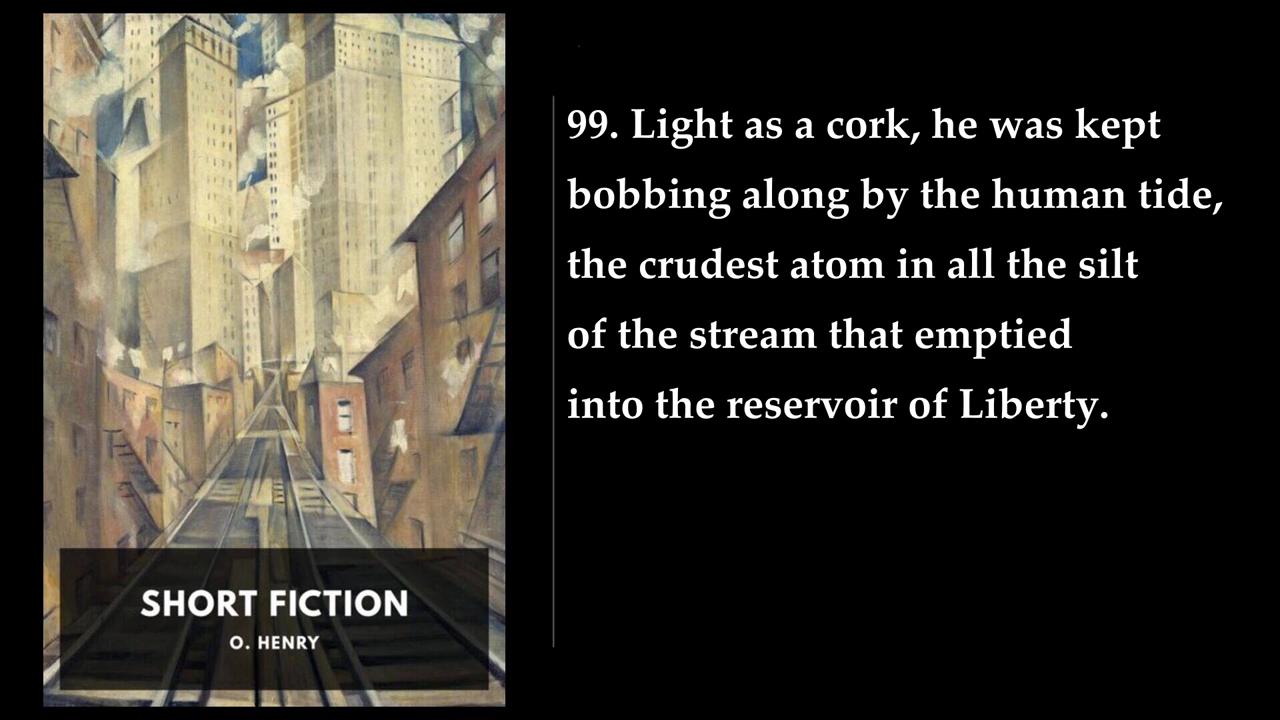 SHORT FICTION
O. HENRY
99. Light as a cork, he was kept
bobbing along by the human tide,
the crudest atom in all the silt
of the stream that emptied
into the reservoir of Liberty.